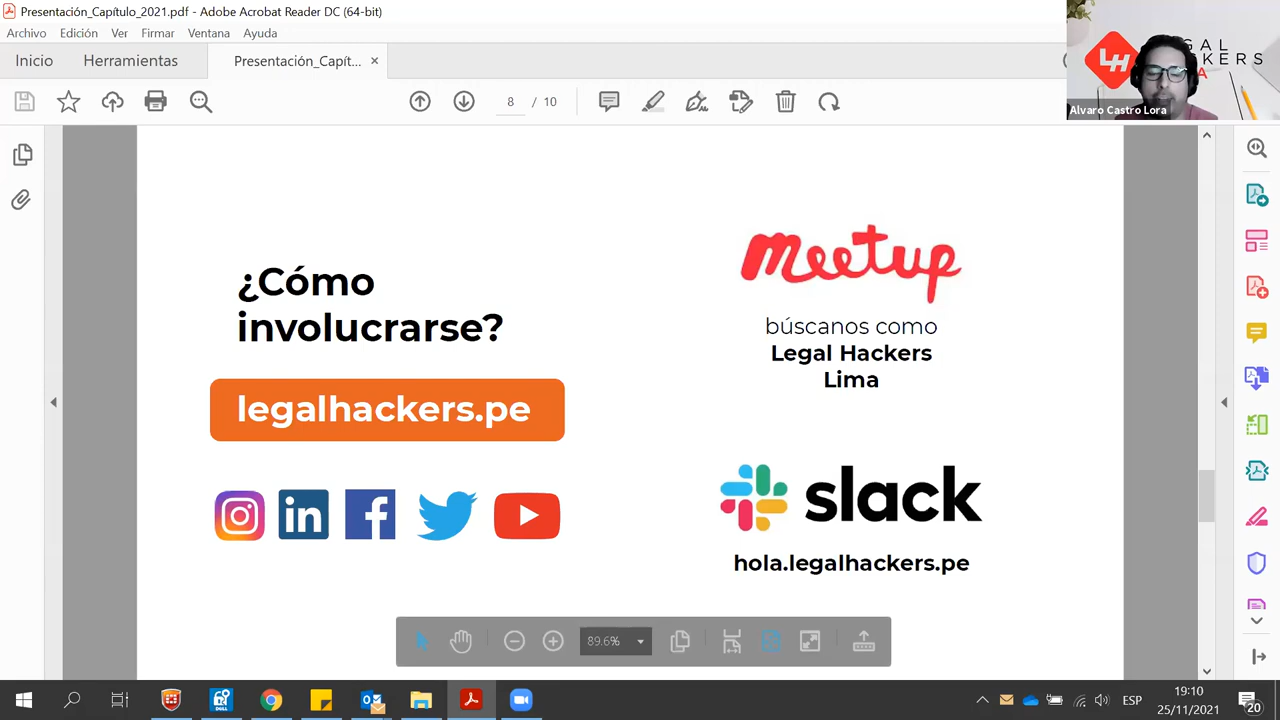 Presentación_Capítulo_2021.pdf - Adobe Acrobat Reader DC (64-bit)
Archivo Edición Ver Firmar Ventana Ayuda
Inicio Herramientas Presentación_Capít... ×
8 / 10
LH
Alvaro Castro Lora
¿Cómo
involucrarse?
legalhackers.pe
in
f
meetup
búscanos como
Legal Hackers
Lima
slack
hola.legalhackers.pe
89.6%
ESP
19:10
25/11/2021
20